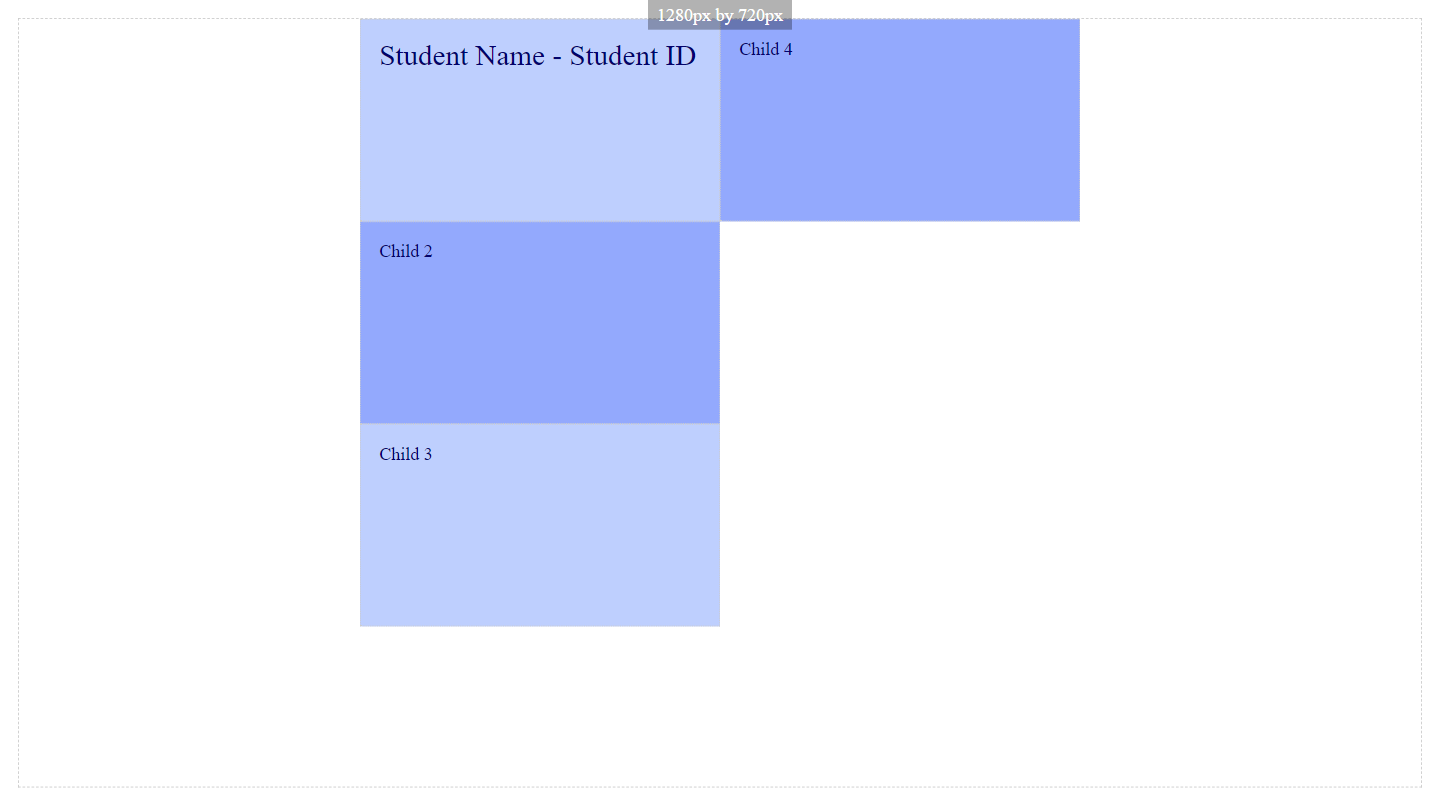 1280px by 720px
Student Name - Student ID
Child 4
Child 2
Child 3